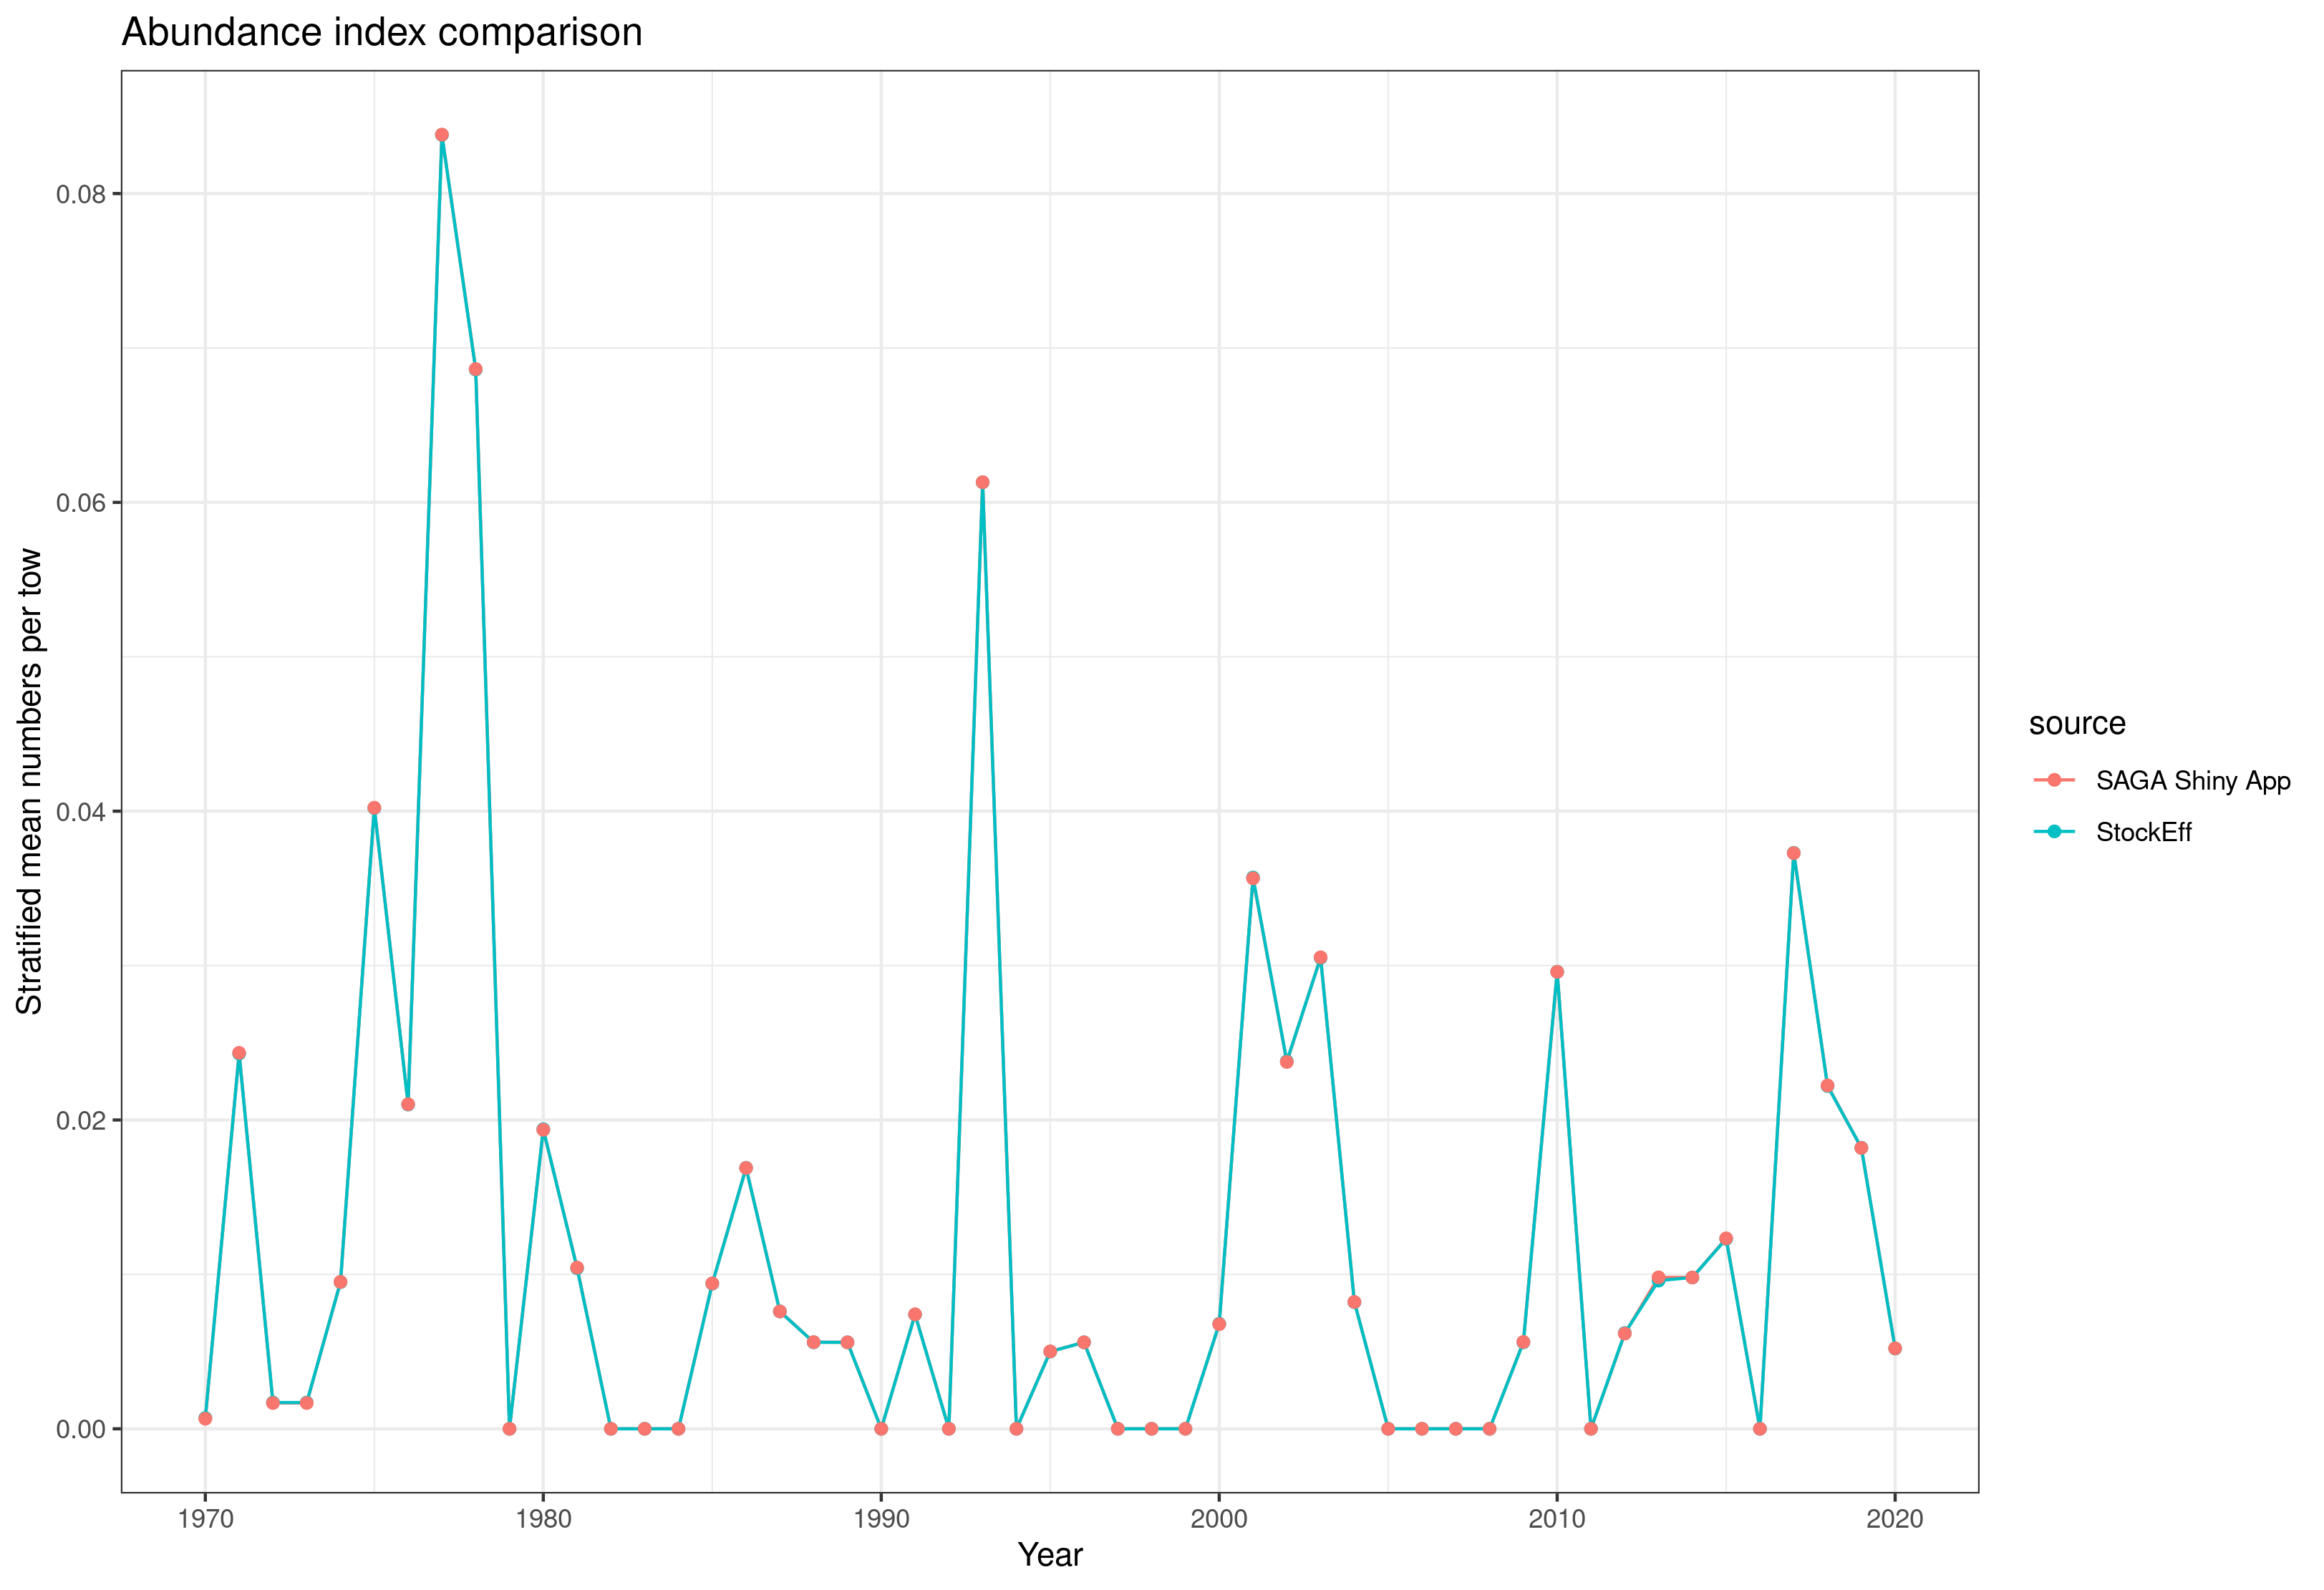 Abundance index comparison
Stratified mean numbers per tow
0.08
0.06
0.04
0.02
0.00
1970 1980 1990 2000 2010 2020
Year
source
SAGA Shiny App
StockEff